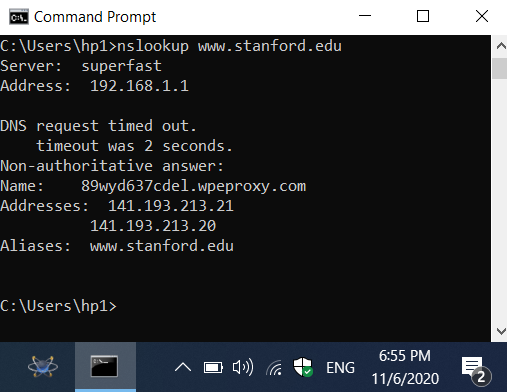 Command Prompt
C:\Users\hp1>nslookup www.stanford.edu
Server:  superfast
Address:  192.168.1.1
DNS request timed out.
    timeout was 2 seconds.
Non-authoritative answer:
Name:    89wyd637cdel.wpeproxy.com
Addresses:  141.193.213.21
          141.193.213.20
Aliases:  www.stanford.edu
C:\Users\hp1>
ENG
6:55 PM
11/6/2020
2